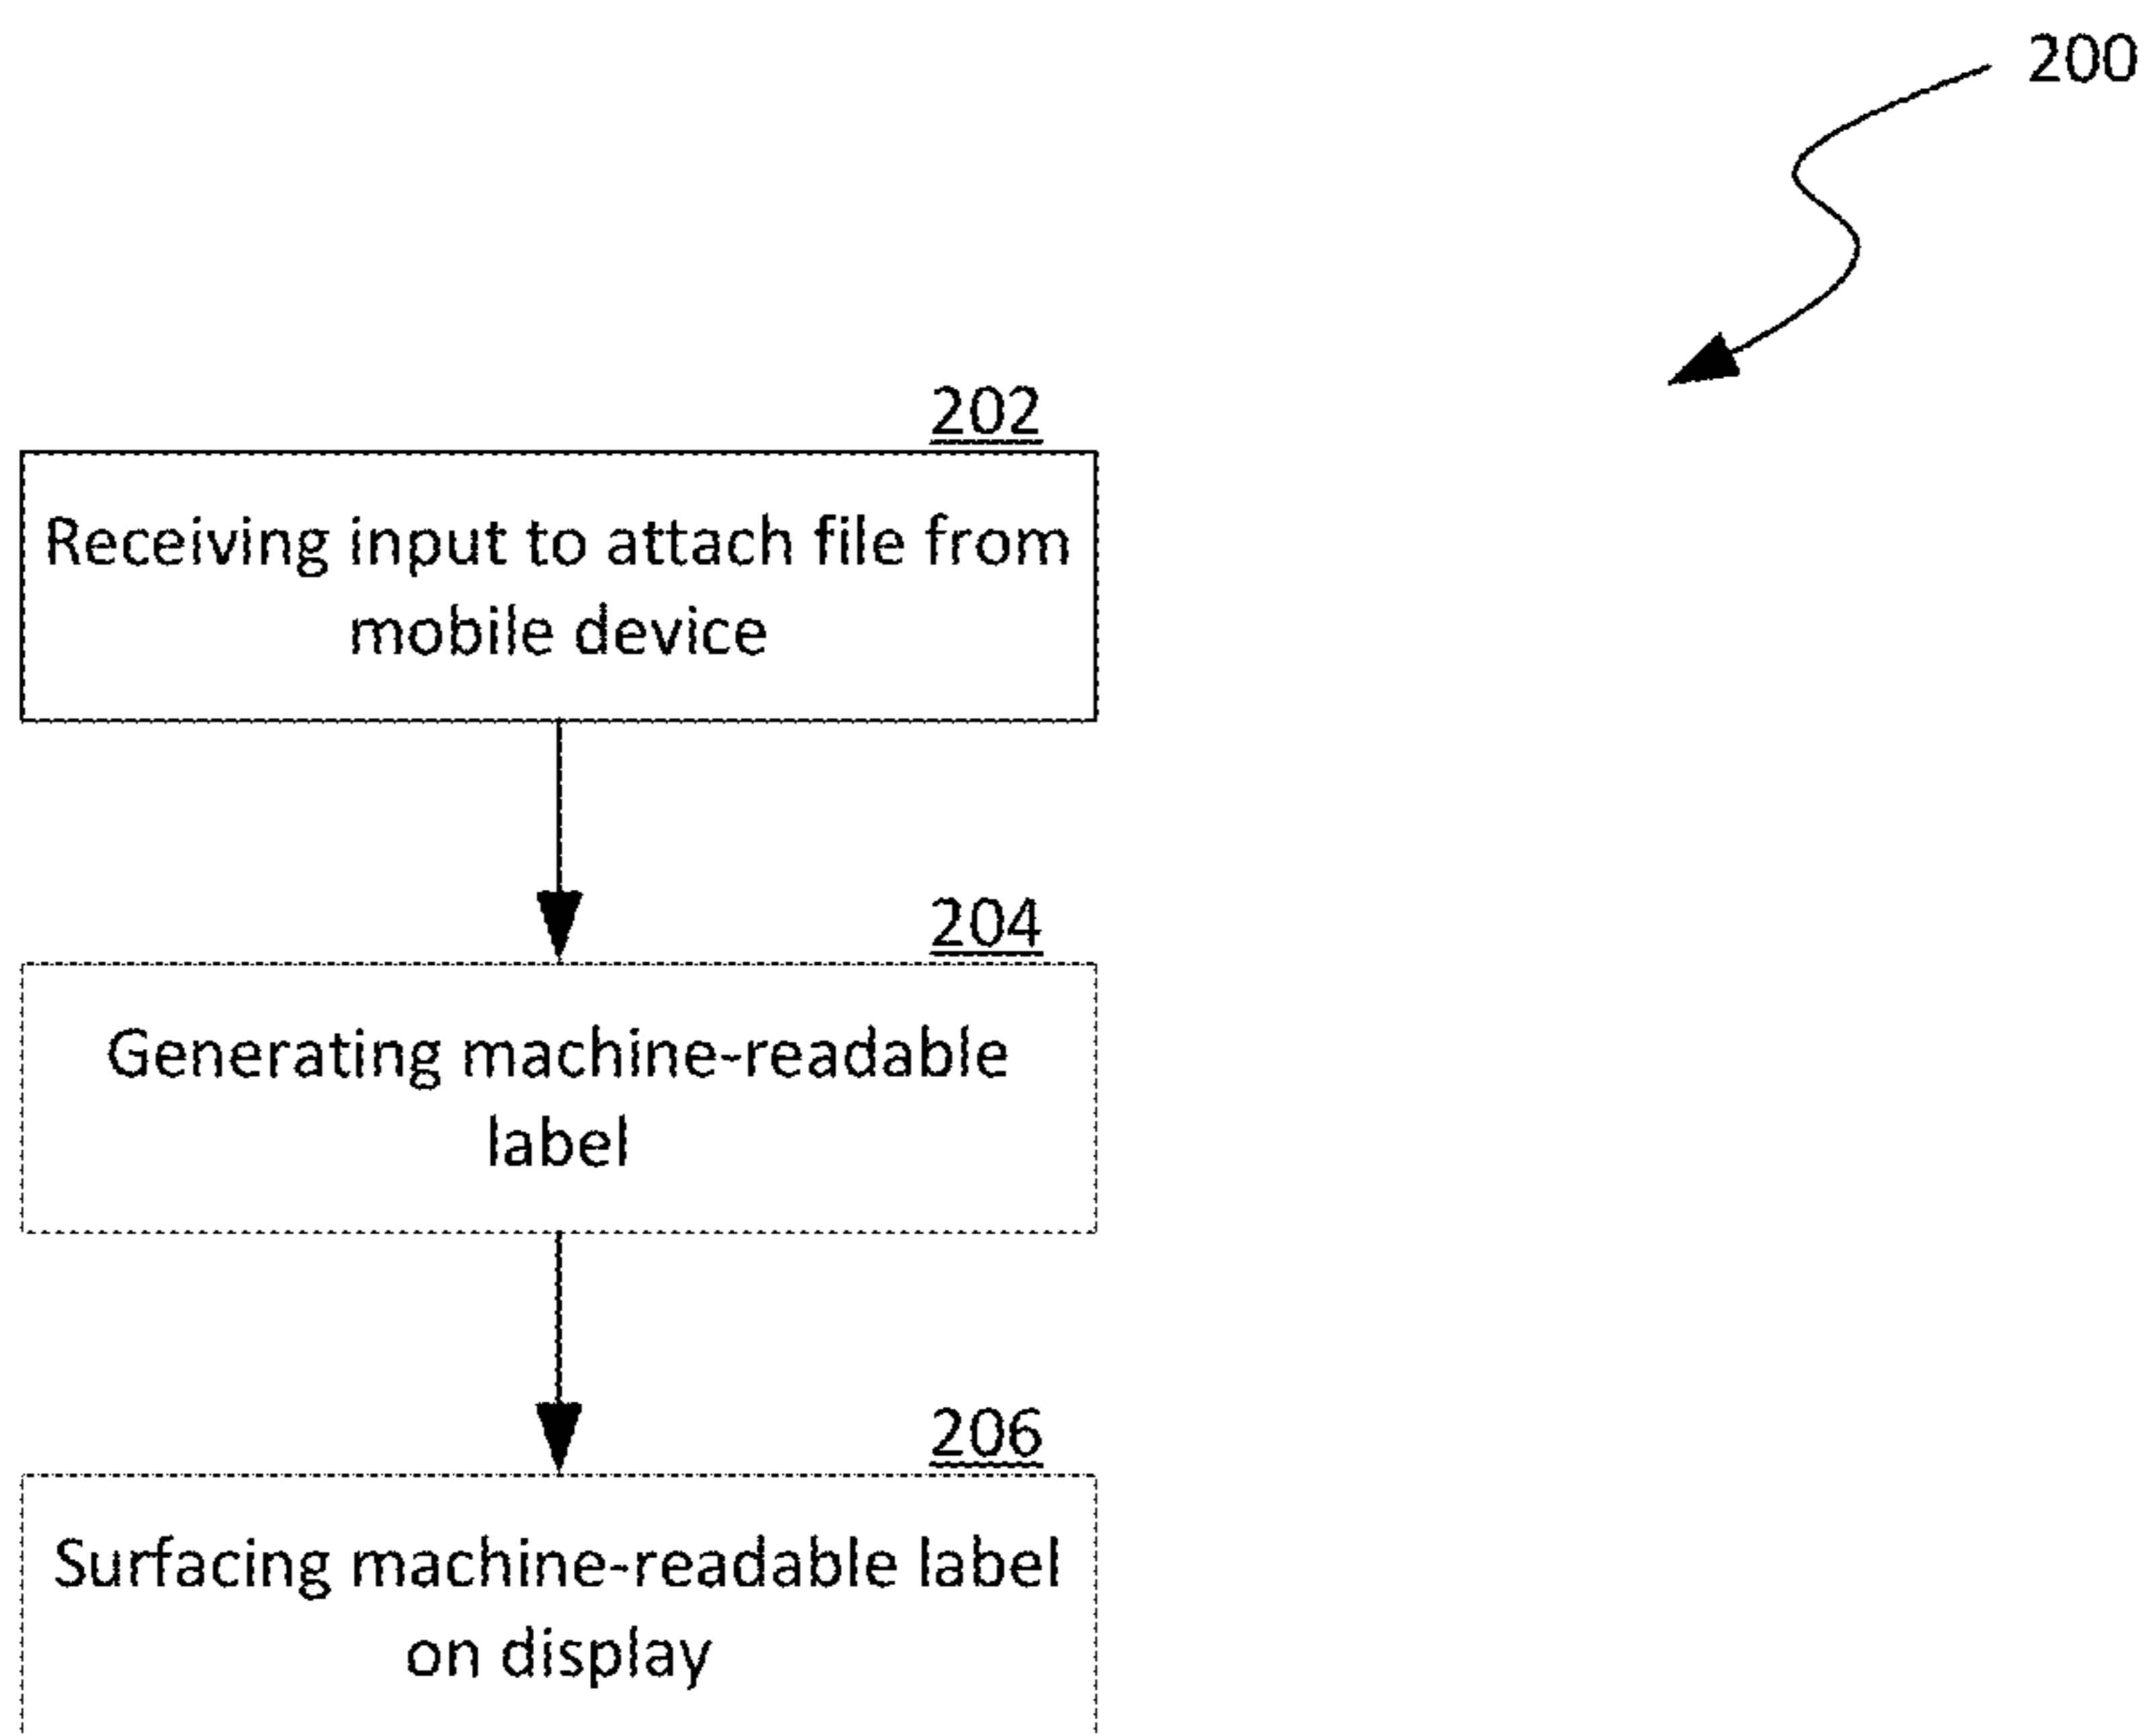 200
202
Receiving input to attach file from
mobile device
204
Generating machine-readable
label
206
Surfacing machine-readable label
on display